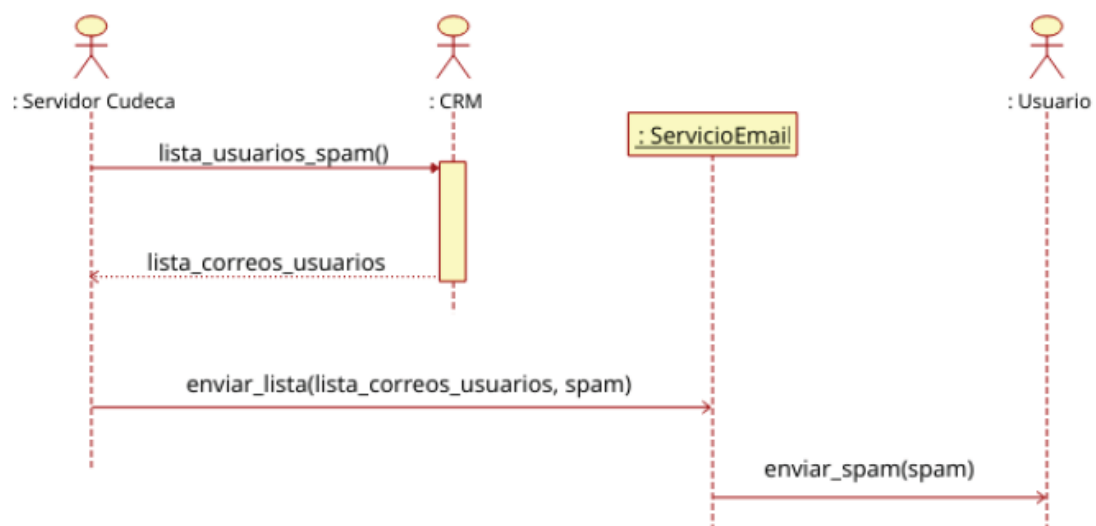 : Servidor Cudeca
: CRM
: Usuario
: ServicioEmail
lista_usuarios_spam()
lista_correos_usuarios
enviar_lista(lista_correos_usuarios, spam)
enviar_spam(spam)